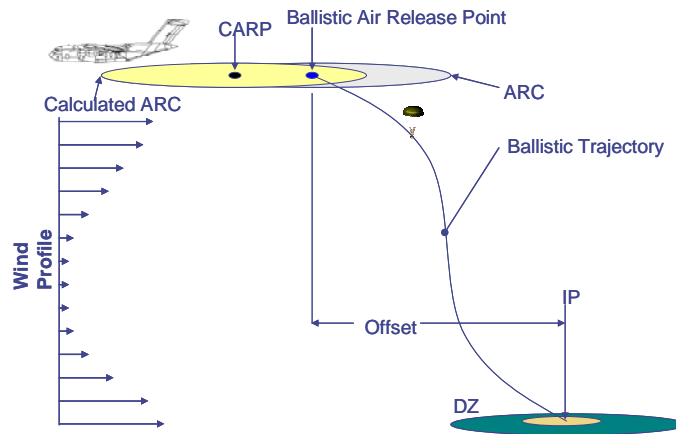 Ballistic Air Release Point
CARP
ARC
Calculated ARC
Ballistic Trajectory
Wind
Profile
IP
Offset
DZ